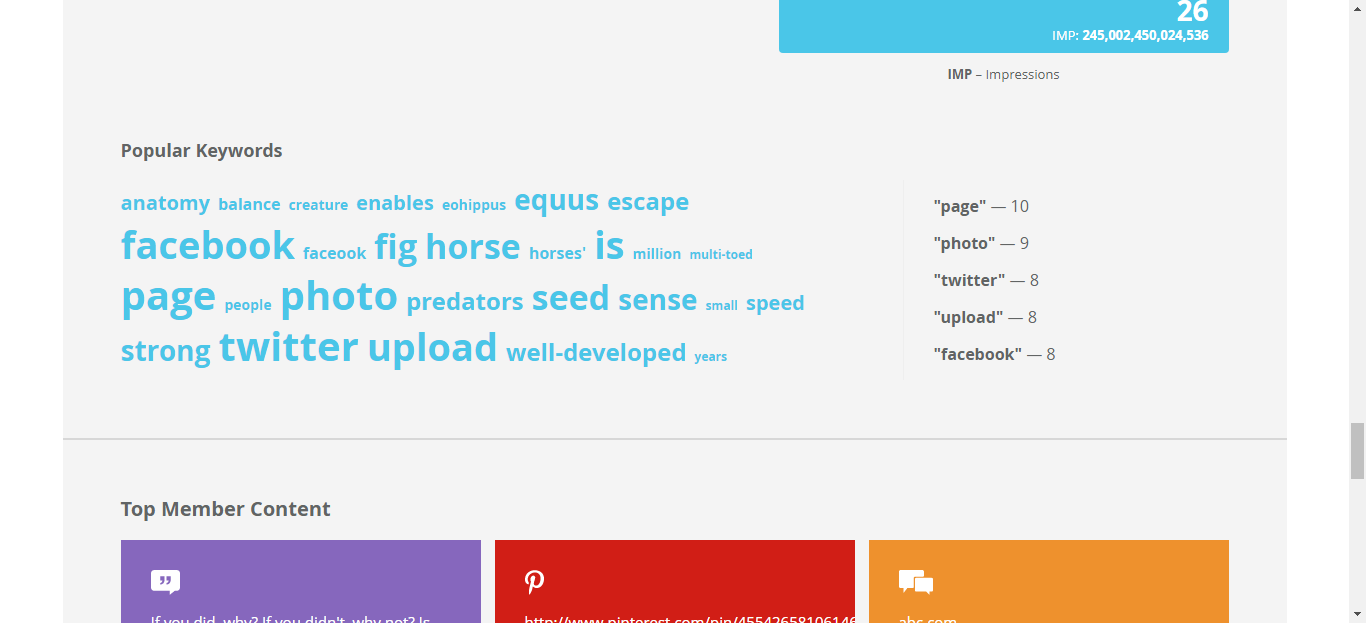 26
IMP: 245,002,450,024,536
IMP – Impressions
Popular Keywords
anatomy balance creature enables eohippus equus escape
facebook faceook fig horse horses' is million multi-toed
page people photo predators seed sense small speed
strong twitter upload well-developed years
"page" — 10
"photo" — 9
"twitter" — 8
"upload" — 8
"facebook" — 8
Top Member Content
If you did, why? If you didn't, why not? Is
http://www.pinterest.com/pin/45542658106146
abc.com